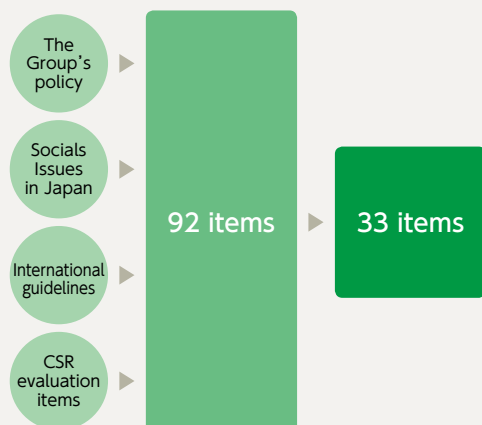 The
Group’s
policy
Socials
Issues
in Japan
International
guidelines
CSR
evaluation
items
92 items
33 items